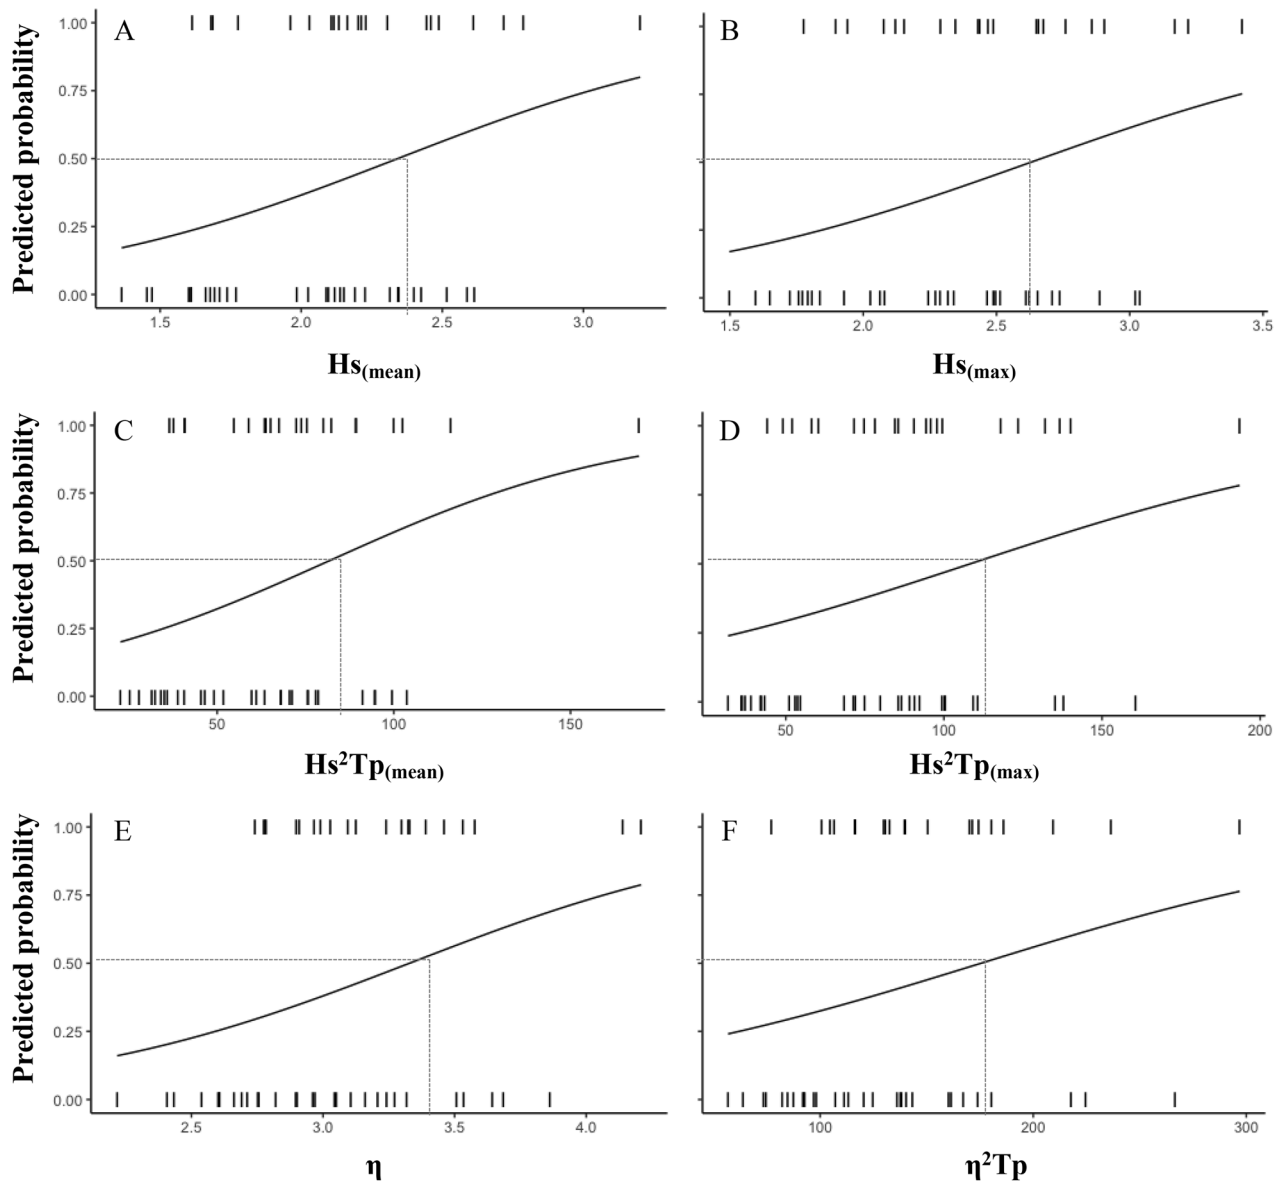 A
B
Predicted probability
1.00
0.75
0.50
0.25
0.00
1.5 2.0 2.5 3.0
1.5 2.0 2.5 3.0 3.5
Hs(mean)
Hs(max)
C
D
Predicted probability
1.00
0.75
0.50
0.25
0.00
50 100 150
50 100 150 200
Hs²Tp(mean)
Hs²Tp(max)
E
F
Predicted probability
1.00
0.75
0.50
0.25
0.00
2.5 3.0 3.5 4.0
100 200 300
η
η²Tp